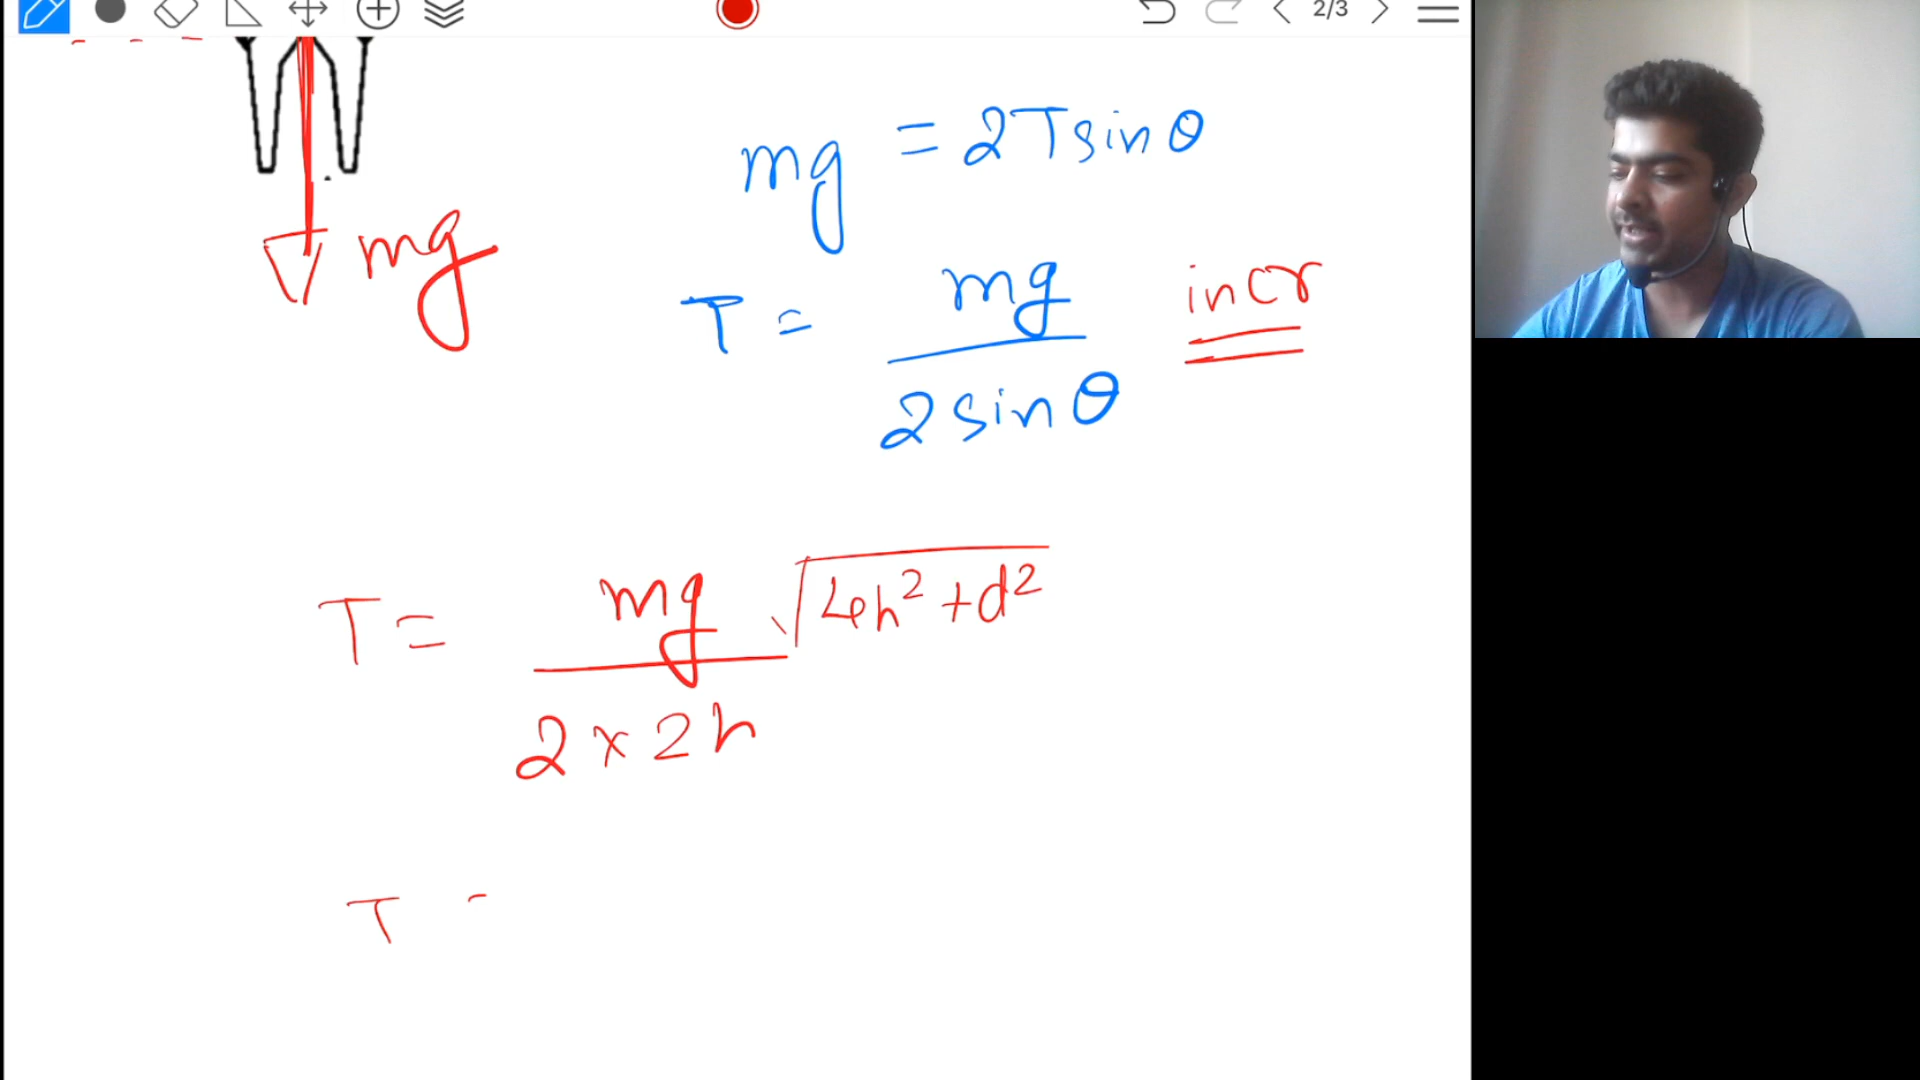 2/3
mg = 2T sin θ
mg
T = mg / 2 sin θ incr
T = mg / 2 × 2h √4h² + d²
T -